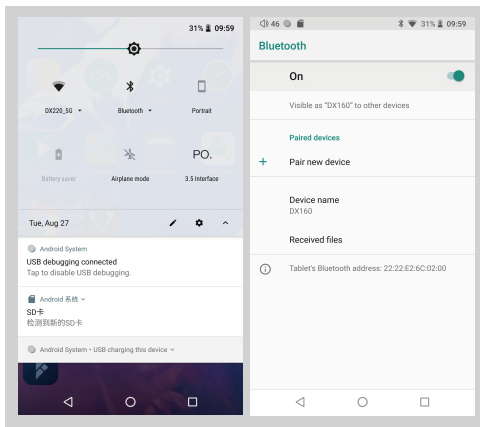 31% 09:59
DX220_5G
Bluetooth
Portrait
Battery saver
Airplane mode
PO.
3.5 Interface
Tue, Aug 27
Android System
USB debugging connected
Tap to disable USB debugging.
Android 系统
SD卡
检测到新的SD卡
Android System • USB charging this device
46 31% 09:59
Bluetooth
On
Visible as "DX160" to other devices
Paired devices
+ Pair new device
Device name
DX160
Received files
Tablet's Bluetooth address: 22:22:E2:6C:02:00